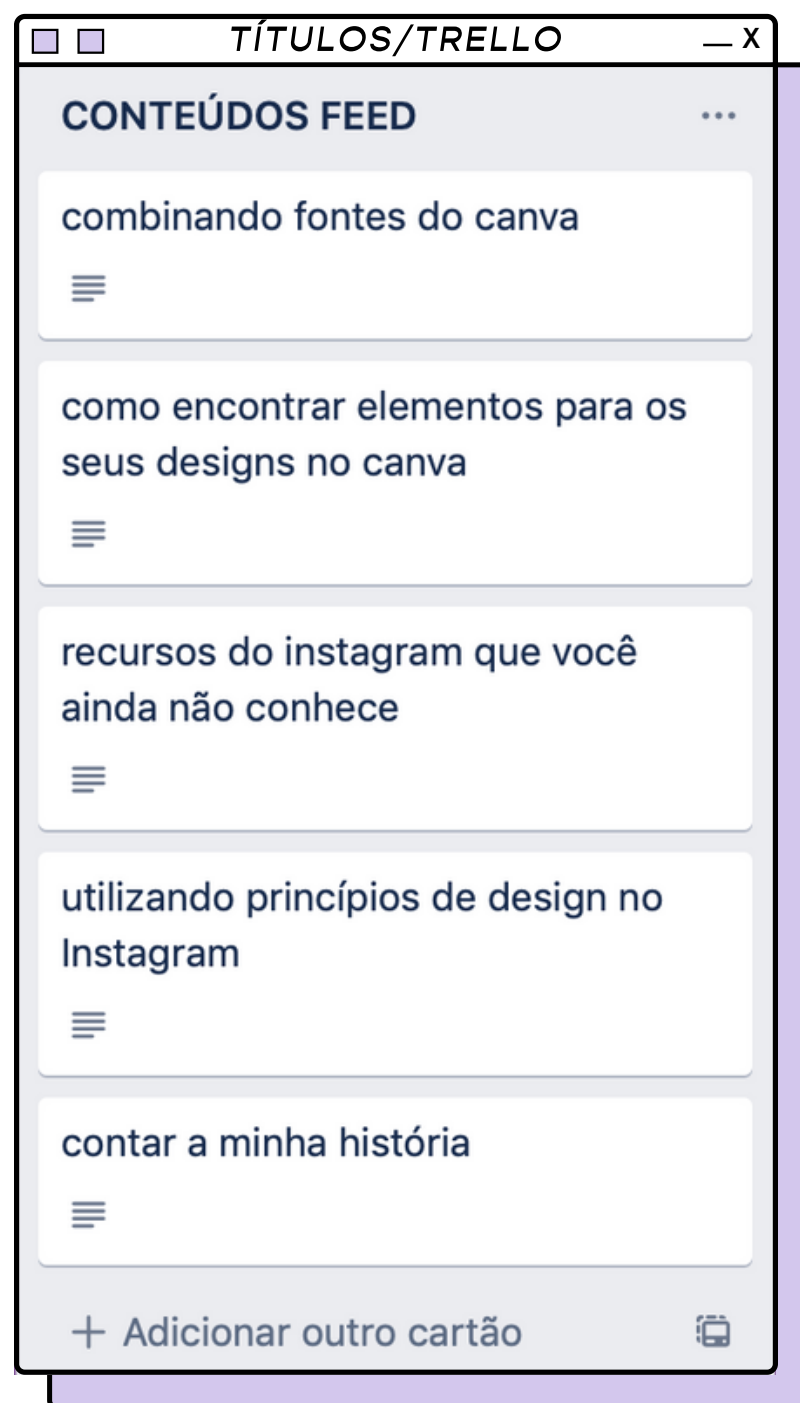 TÍTULOS/TRELLO
X
CONTEÚDOS FEED
combinando fontes do canva
como encontrar elementos para os
seus designs no canva
recursos do instagram que você
ainda não conhece
utilizando princípios de design no
Instagram
contar a minha história
+ Adicionar outro cartão